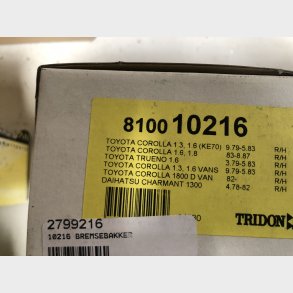 8100 10216
TOYOTA COROLLA 1.3, 1.6 (KE70) 9.79-5.83 R/H
TOYOTA COROLLA 1.6, 1.8 83-8.87 R/H
TOYOTA TRUENO 1.6 3.79-5.83 R/H
TOYOTA COROLLA 1.3, 1.6 VANS 9.79-5.83 R/H
TOYOTA COROLLA 1800 D VAN 82- R/H
DAIHATSU CHARMANT 1300 4.78-82 R/H
TRIDON
2799216
10216 BREMSEBAKKER